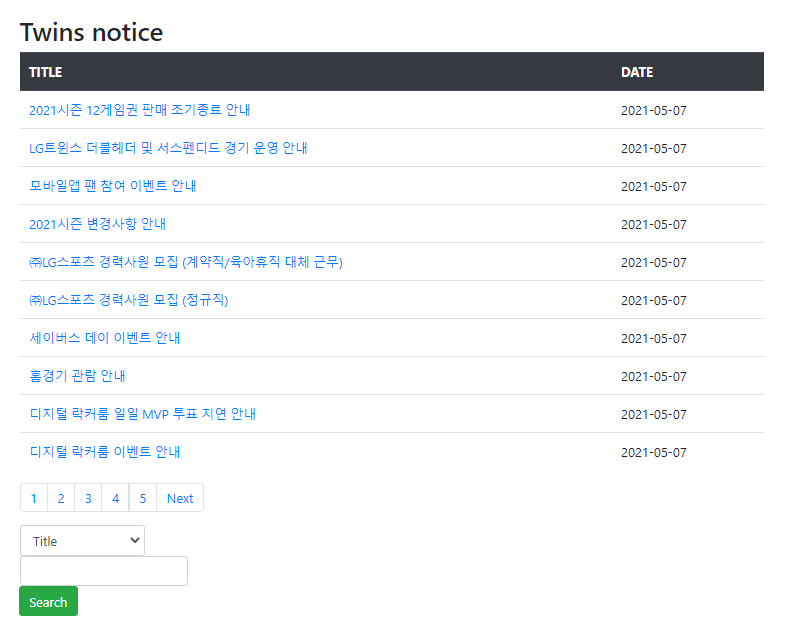 Twins notice
TITLE DATE
2021시즌 12게임권 판매 조기종료 안내 2021-05-07
LG트윈스 더블헤더 및 서스펜디드 경기 운영 안내 2021-05-07
모바일앱 팬 참여 이벤트 안내 2021-05-07
2021시즌 변경사항 안내 2021-05-07
㈜LG스포츠 경력사원 모집 (계약직/육아휴직 대체 근무) 2021-05-07
㈜LG스포츠 경력사원 모집 (정규직) 2021-05-07
세이버스 데이 이벤트 안내 2021-05-07
홈경기 관람 안내 2021-05-07
디지털 락커룸 일일 MVP 투표 지연 안내 2021-05-07
디지털 락커룸 이벤트 안내 2021-05-07
1 2 3 4 5 Next
Title
Search